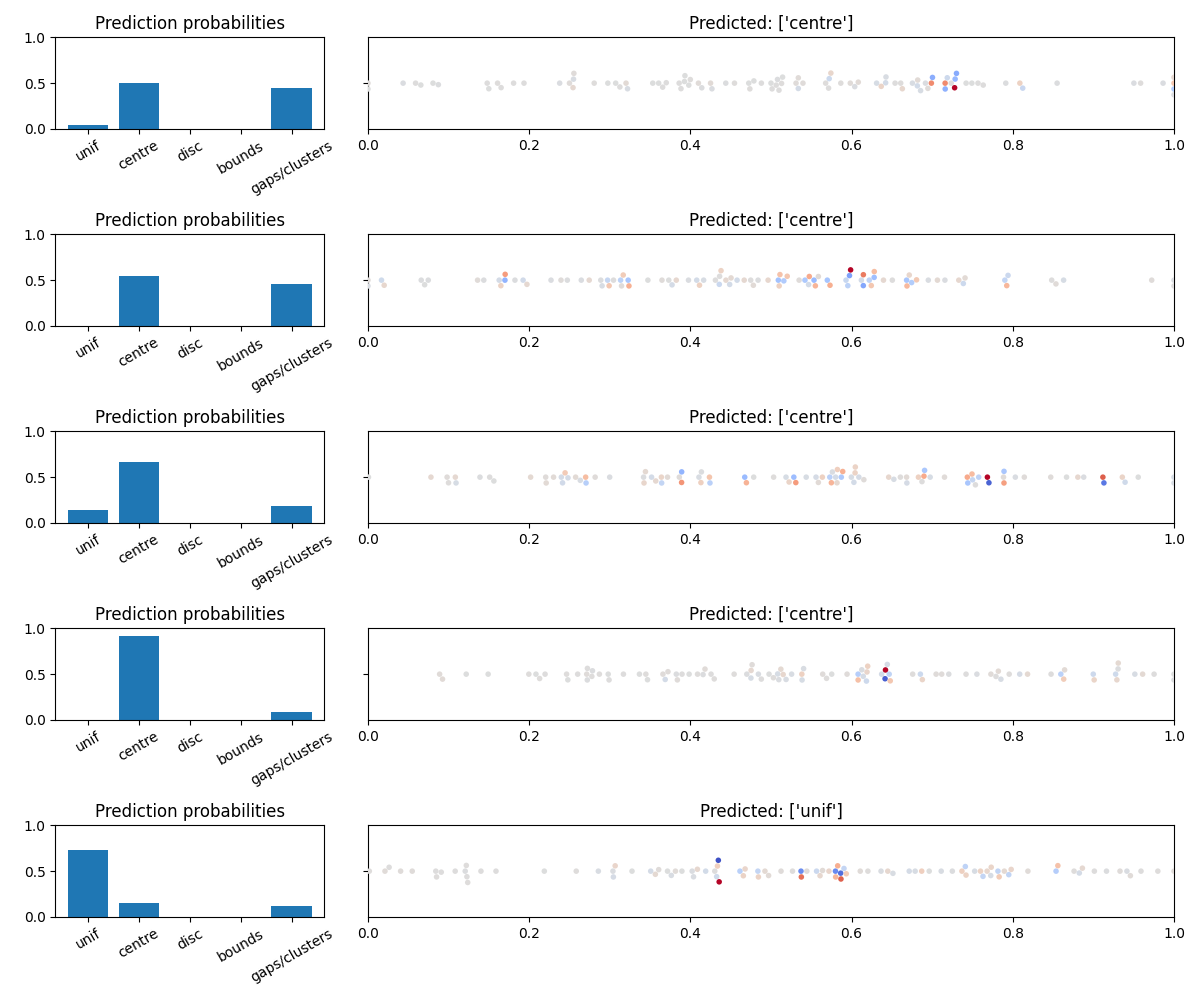 Prediction probabilities
Predicted: ['centre']
1.0
0.5
0.0
unif
centre
disc
bounds
gaps/clusters
0.0 0.2 0.4 0.6 0.8 1.0
Prediction probabilities
Predicted: ['centre']
1.0
0.5
0.0
unif
centre
disc
bounds
gaps/clusters
0.0 0.2 0.4 0.6 0.8 1.0
Prediction probabilities
Predicted: ['centre']
1.0
0.5
0.0
unif
centre
disc
bounds
gaps/clusters
0.0 0.2 0.4 0.6 0.8 1.0
Prediction probabilities
Predicted: ['centre']
1.0
0.5
0.0
unif
centre
disc
bounds
gaps/clusters
0.0 0.2 0.4 0.6 0.8 1.0
Prediction probabilities
Predicted: ['unif']
1.0
0.5
0.0
unif
centre
disc
bounds
gaps/clusters
0.0 0.2 0.4 0.6 0.8 1.0